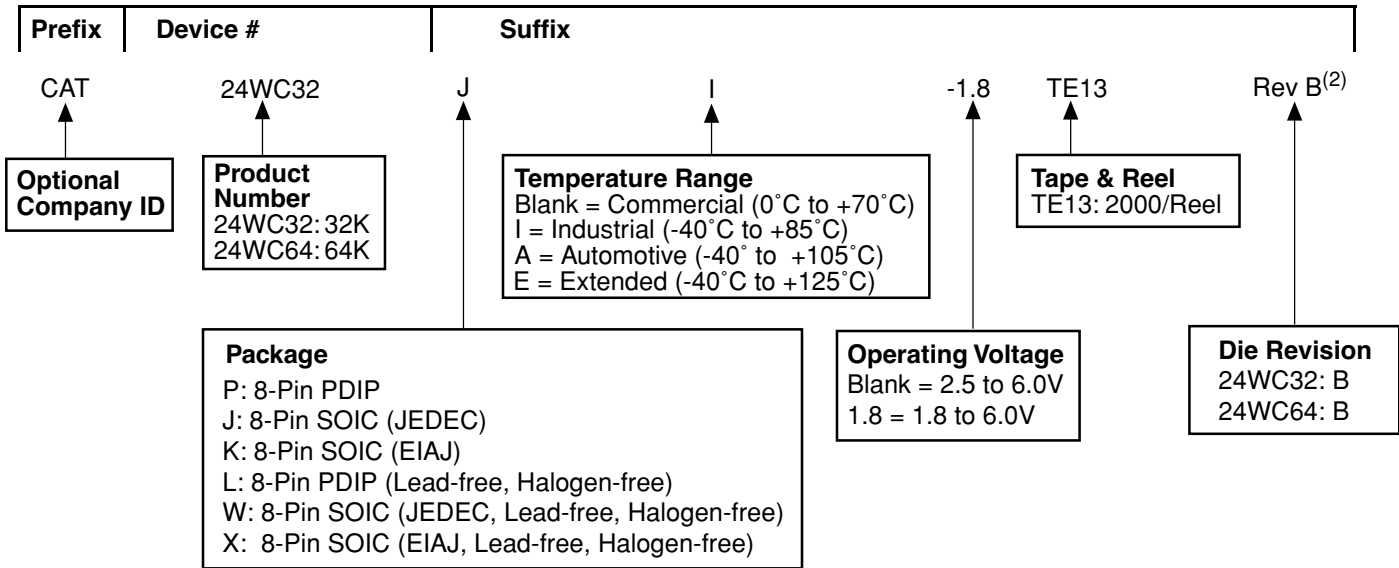 Prefix Device # Suffix
CAT 24WC32 J I -1.8 TE13 Rev B(2)
Optional
Company ID
Product
Number
24WC32: 32K
24WC64: 64K
Temperature Range
Blank = Commercial (0˚C to +70˚C)
I = Industrial (-40˚C to +85˚C)
A = Automotive (-40˚ to +105˚C)
E = Extended (-40˚C to +125˚C)
Tape & Reel
TE13: 2000/Reel
Package
P: 8-Pin PDIP
J: 8-Pin SOIC (JEDEC)
K: 8-Pin SOIC (EIAJ)
L: 8-Pin PDIP (Lead-free, Halogen-free)
W: 8-Pin SOIC (JEDEC, Lead-free, Halogen-free)
X: 8-Pin SOIC (EIAJ, Lead-free, Halogen-free)
Operating Voltage
Blank = 2.5 to 6.0V
1.8 = 1.8 to 6.0V
Die Revision
24WC32: B
24WC64: B